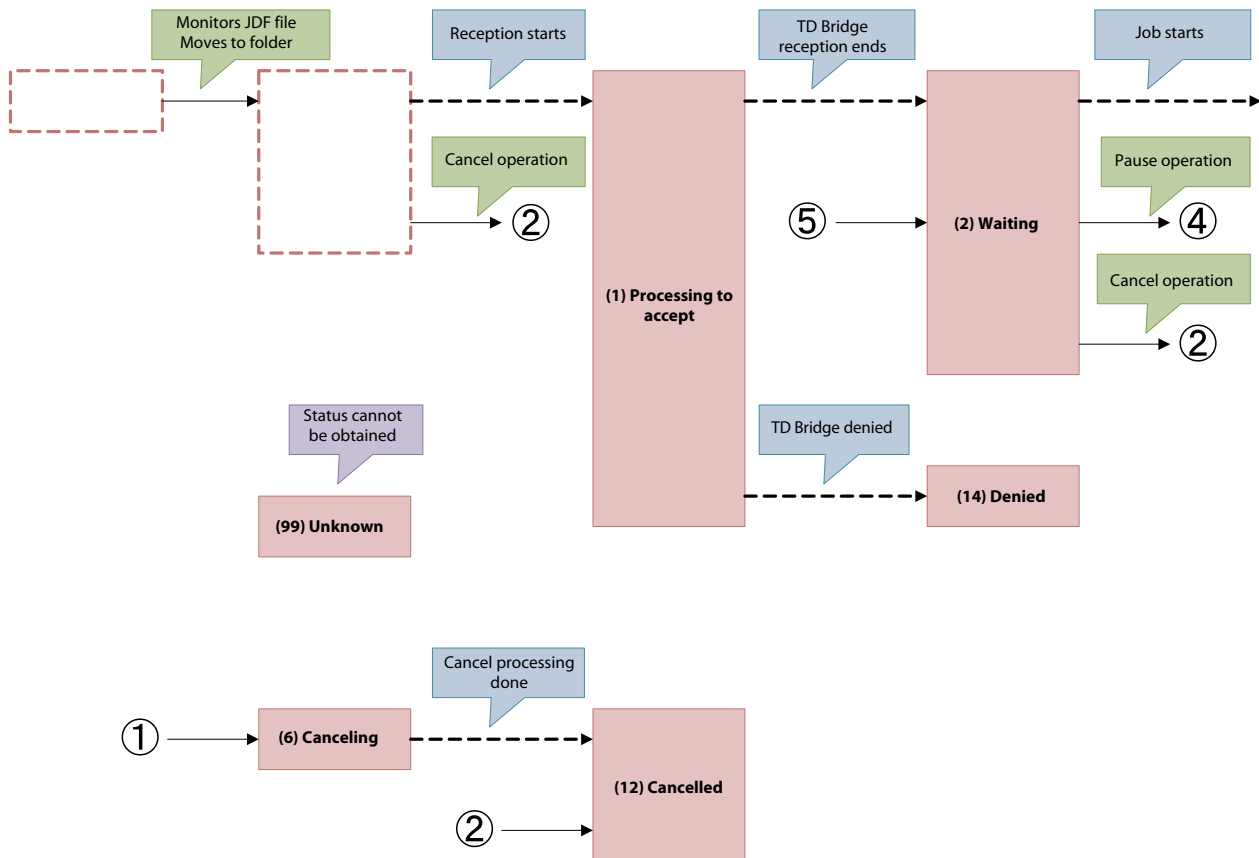 Monitors JDF file
Moves to folder
Reception starts
TD Bridge
reception ends
Job starts
Cancel operation
Pause operation
②
⑤
(2) Waiting
④
Cancel operation
(1) Processing to
accept
②
Status cannot
be obtained
TD Bridge denied
(99) Unknown
(14) Denied
Cancel processing
done
①
(6) Canceling
(12) Cancelled
②